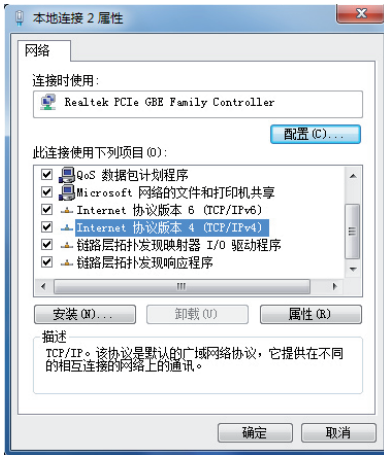 本地连接 2 属性
网络
连接时使用:
Realtek PCIe GBE Family Controller
配置(C)...
此连接使用下列项目(O):
QoS 数据包计划程序
Microsoft 网络的文件和打印机共享
Internet 协议版本 6 (TCP/IPv6)
Internet 协议版本 4 (TCP/IPv4)
链路层拓扑发现映射器 I/O 驱动程序
链路层拓扑发现响应程序
安装(N)...
卸载(U)
属性(R)
描述
TCP/IP。该协议是默认的广域网络协议，它提供在不同
的相互连接的网络上的通讯。
确定
取消